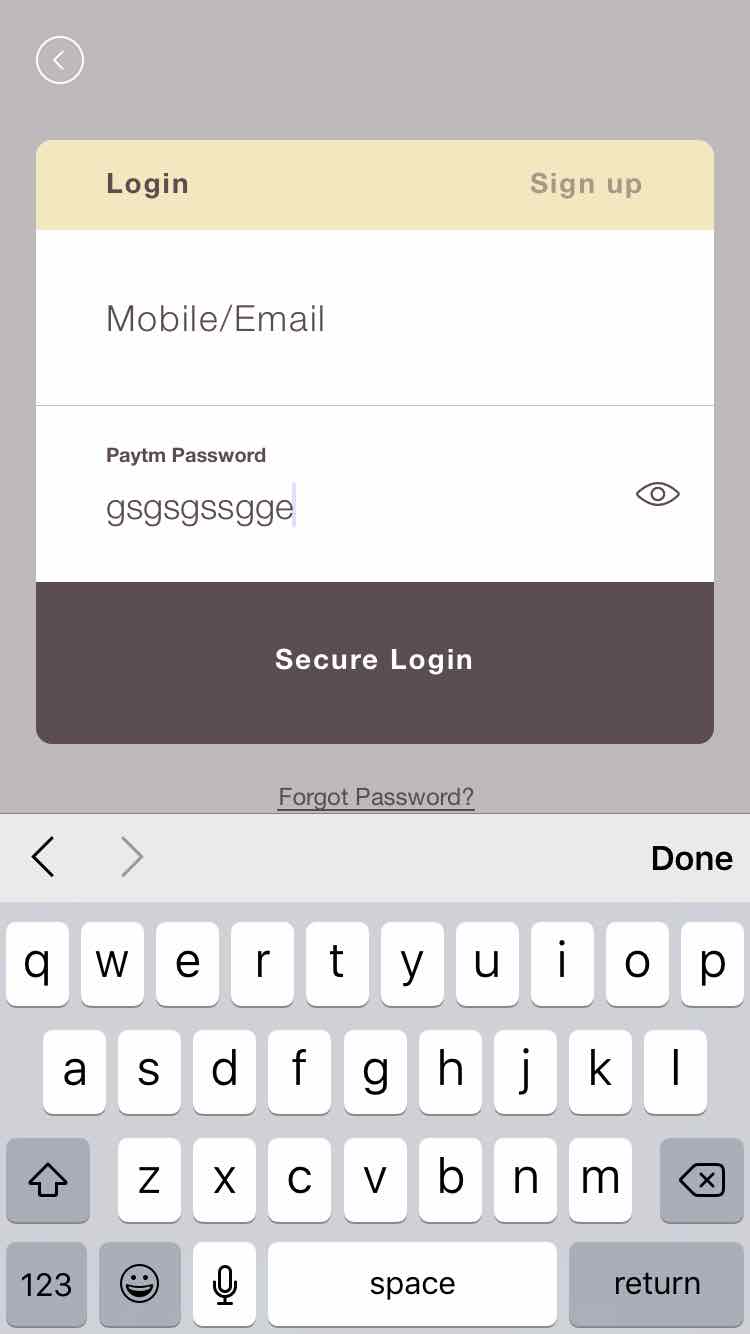 Login Sign up
Mobile/Email
Paytm Password
gsgsgssgge
Secure Login
Forgot Password?
Done
q w e r t y u i o p
a s d f g h j k l
z x c v b n m
123 space return